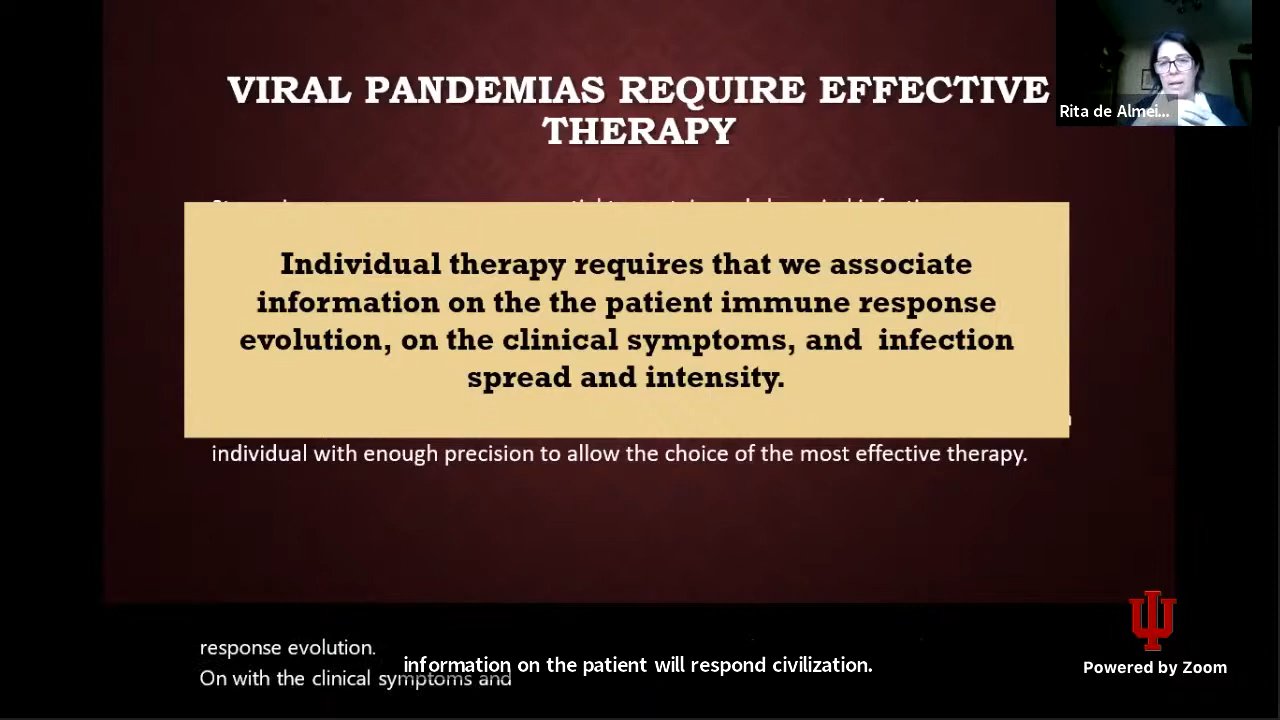 VIRAL PANDEMIAS REQUIRE EFFECTIVE
THERAPY
Rita de Almei...
Individual therapy requires that we associate
information on the the patient immune response
evolution, on the clinical symptoms, and infection
spread and intensity.
individual with enough precision to allow the choice of the most effective therapy.
response evolution.
On with the clinical symptoms and
information on the patient will respond civilization.
Powered by Zoom